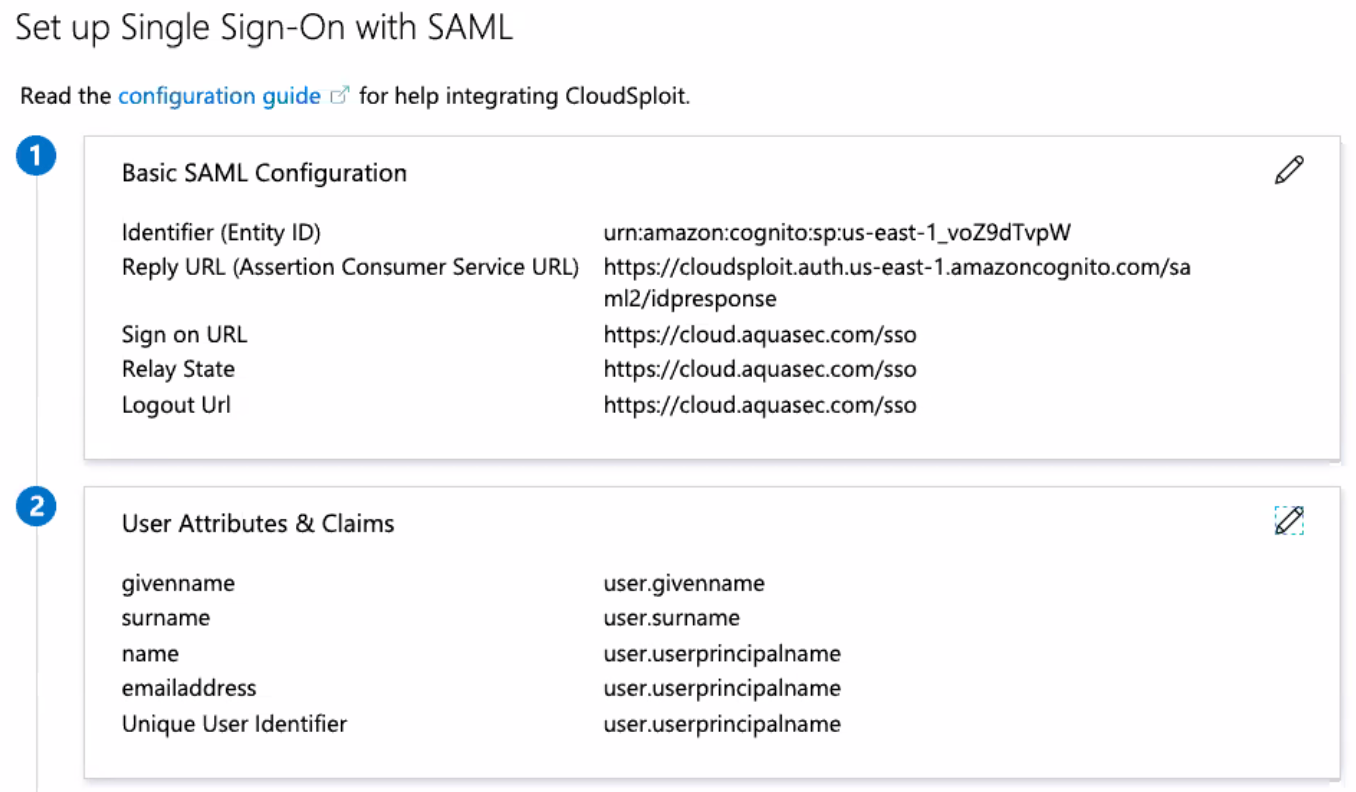 Set up Single Sign-On with SAML
Read the configuration guide for help integrating CloudSploit.
1
Basic SAML Configuration
Identifier (Entity ID) urn:amazon:cognito:sp:us-east-1_voZ9dTvpW
Reply URL (Assertion Consumer Service URL) https://cloudsploit.auth.us-east-1.amazoncognito.com/sa
ml2/idpresponse
Sign on URL https://cloud.aquasec.com/sso
Relay State https://cloud.aquasec.com/sso
Logout Url https://cloud.aquasec.com/sso
2
User Attributes & Claims
givenname user.givenname
surname user.surname
name user.userprincipalname
emailaddress user.userprincipalname
Unique User Identifier user.userprincipalname